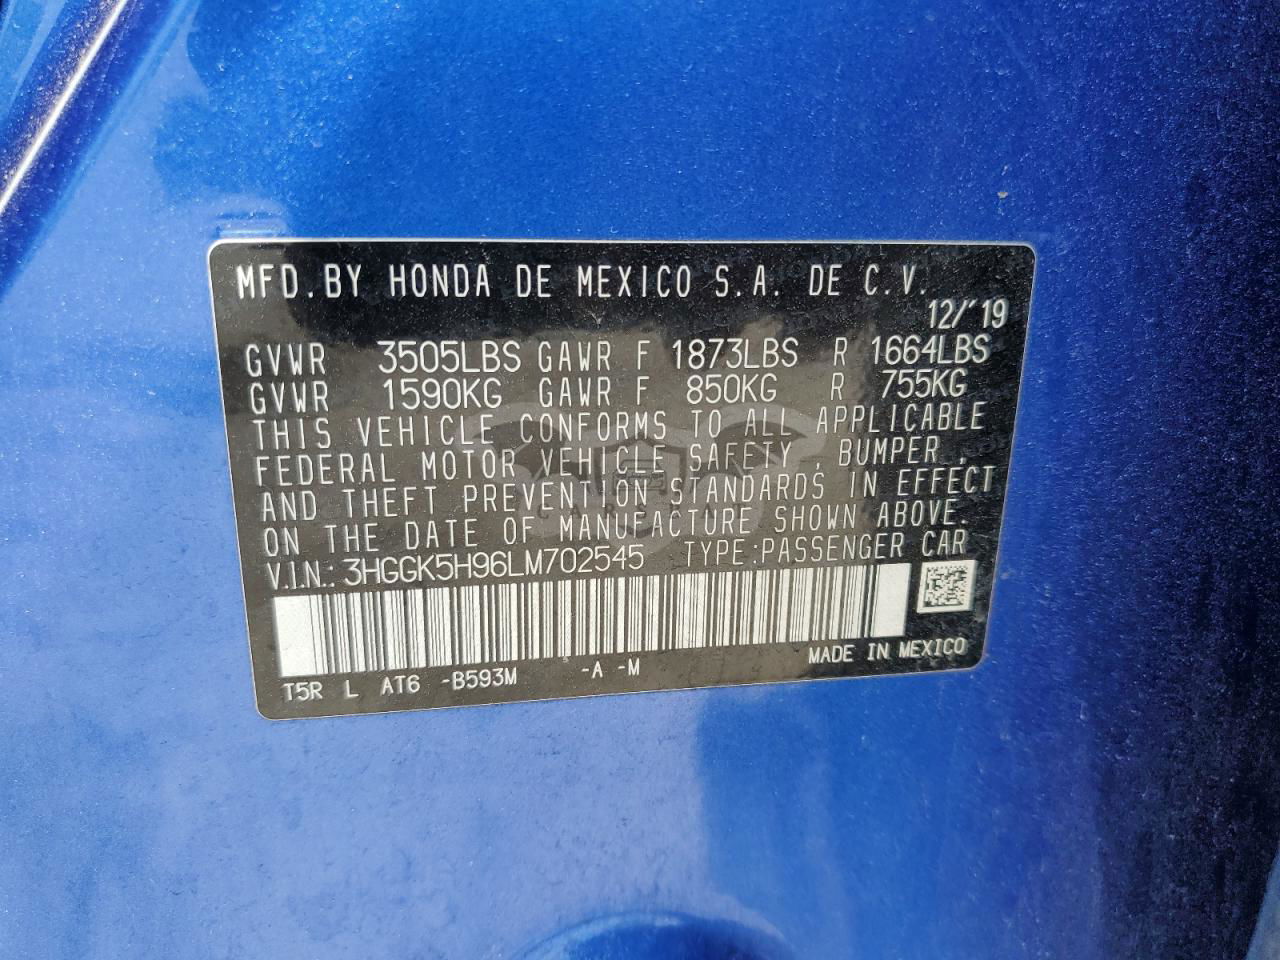 MFD. BY HONDA DE MEXICO S.A. DE C.V.
12/'19
GVWR 3505LBS GAWR F 1873LBS R 1664LBS
GVWR 1590KG GAWR F 850KG R 755KG
THIS VEHICLE CONFORMS TO ALL APPLICABLE
FEDERAL MOTOR VEHICLE SAFETY, BUMPER,
AND THEFT PREVENTION STANDARDS IN EFFECT
ON THE DATE OF MANUFACTURE SHOWN ABOVE.
V.I.N.: 3HGGK5H96LM702545 TYPE:PASSENGER CAR
MADE IN MEXICO
T5R L AT6 -B593M -A -M